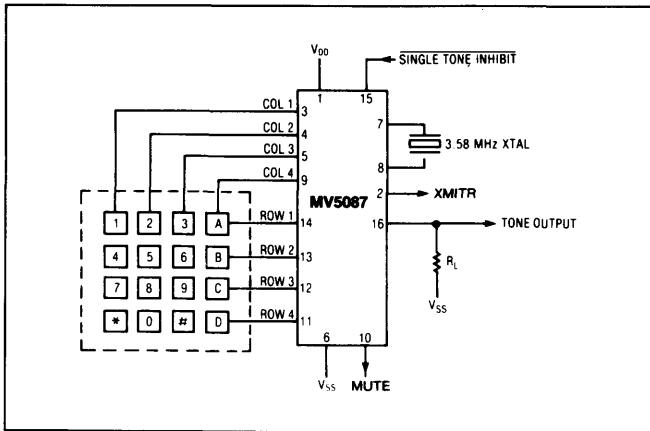 VDD
SINGLE TONE INHIBIT
1
15
COL 1
3
7
COL 2
4
COL 3
5
3.58 MHz XTAL
8
COL 4
9
MV5087
2
XMITR
1 2 3 A
ROW 1
14
16
TONE OUTPUT
4 5 6 B
ROW 2
13
RL
7 8 9 C
ROW 3
12
VSS
* 0 # D
ROW 4
11
6
10
VSS
MUTE